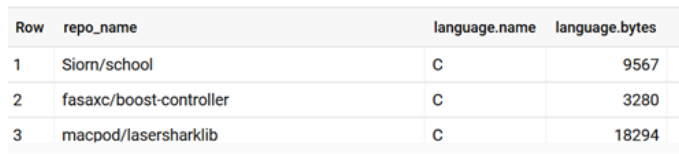 Row repo_name language.name language.bytes
1 Siorn/school C 9567
2 fasaxc/boost-controller C 3280
3 macpod/lasersharklib C 18294